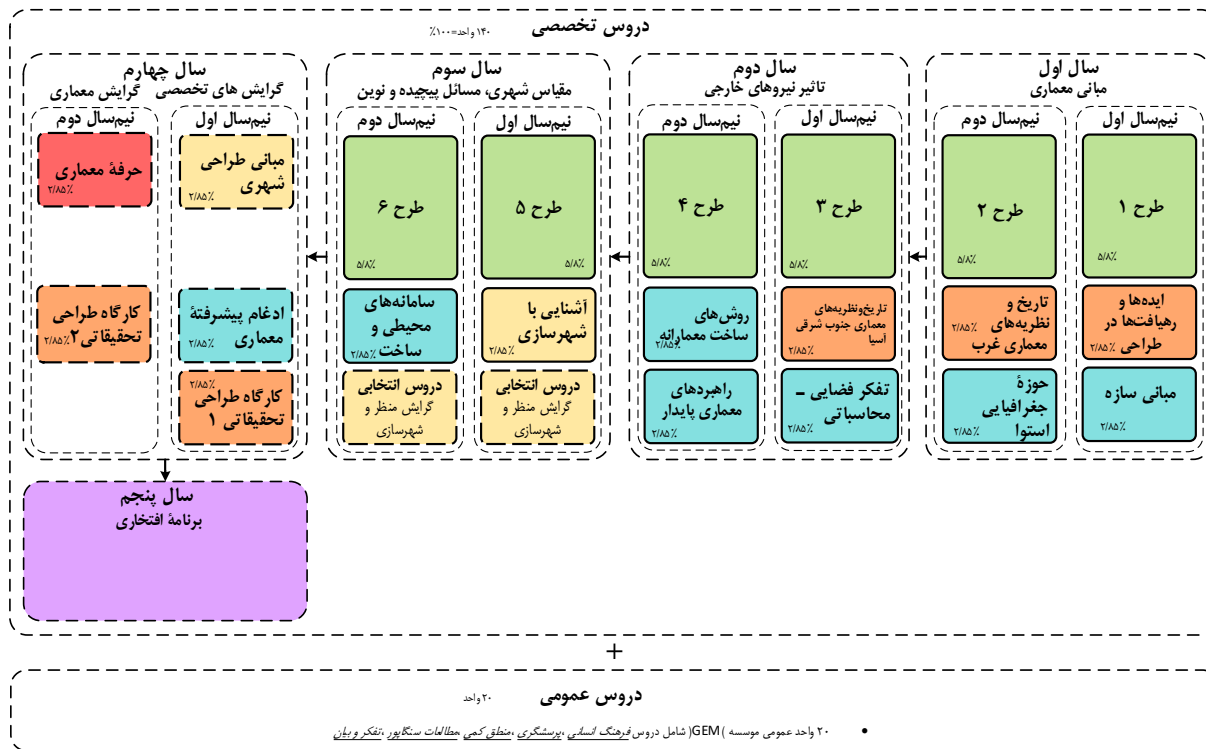 دروس تخصصی
۱۴۰ واحد=۱۰۰٪
سال اول
مبانی معماری
نیم‌سال اول
طرح ۱
۵/۸٪
ایده‌ها و
رهیافت‌ها در
طراحی ۲/۸۵٪
مبانی سازه
۲/۸۵٪
نیم‌سال دوم
طرح ۲
۵/۸٪
تاریخ و
نظریه‌های ۲/۸۵٪
معماری غرب
حوزهٔ
جغرافیایی
استوا ۲/۸۵٪
سال دوم
تاثیر نیروهای خارجی
نیم‌سال اول
طرح ۳
۵/۸٪
تاریخ‌ونظریه‌های
معماری جنوب شرقی
آسیا
۲/۸۵٪
تفکر فضایی –
محاسباتی
۲/۸۵٪
نیم‌سال دوم
طرح ۴
۵/۸٪
روش‌های
ساخت معمارانه
۲/۸۵٪
راهبردهای
معماری پایدار
۲/۸۵٪
سال سوم
مقیاس شهری، مسائل پیچیده و نوین
نیم‌سال اول
طرح ۵
۵/۸٪
آشنایی با
شهرسازی
۲/۸۵٪
دروس انتخابی
گرایش منظر و
شهرسازی
نیم‌سال دوم
طرح ۶
۵/۸٪
سامانه‌های
محیطی و
ساخت ۲/۸۵٪
دروس انتخابی
گرایش منظر و
شهرسازی
سال چهارم
گرایش های تخصصی گرایش معماری
نیم‌سال اول
مبانی طراحی
شهری
۲/۸۵٪
ادغام پیشرفتهٔ
معماری
۲/۸۵٪
۲/۸۵٪
کارگاه طراحی
تحقیقاتی ۱
نیم‌سال دوم
حرفهٔ معماری
۲/۸۵٪
کارگاه طراحی
تحقیقاتی۲ ۲/۸۵٪
سال پنجم
برنامهٔ افتخاری
+
دروس عمومی
۲۰ واحد
• ۲۰ واحد عمومی موسسه )GEM( شامل دروس فرهنگ انسانی ،پرسشگری ،منطق کمی ،مطالعات سنگاپور ،تفکر و بیان